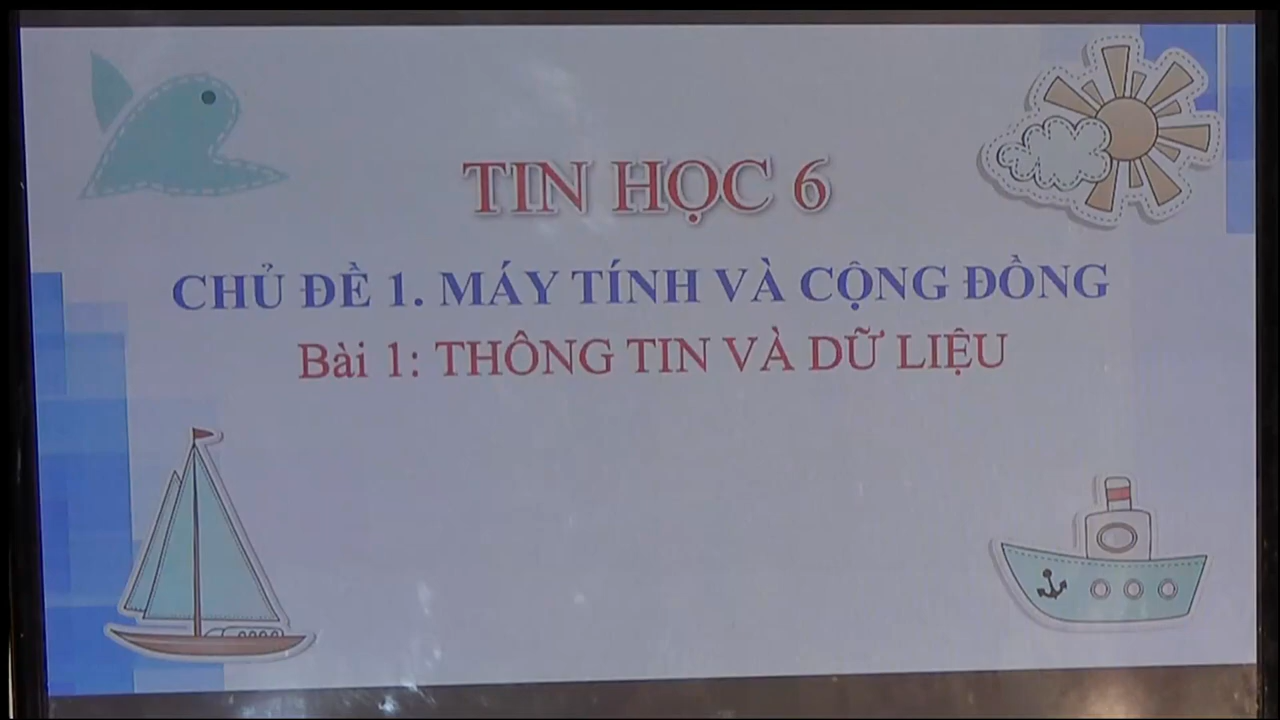 TIN HỌC 6
CHỦ ĐỀ 1. MÁY TÍNH VÀ CỘNG ĐỒNG
Bài 1: THÔNG TIN VÀ DỮ LIỆU